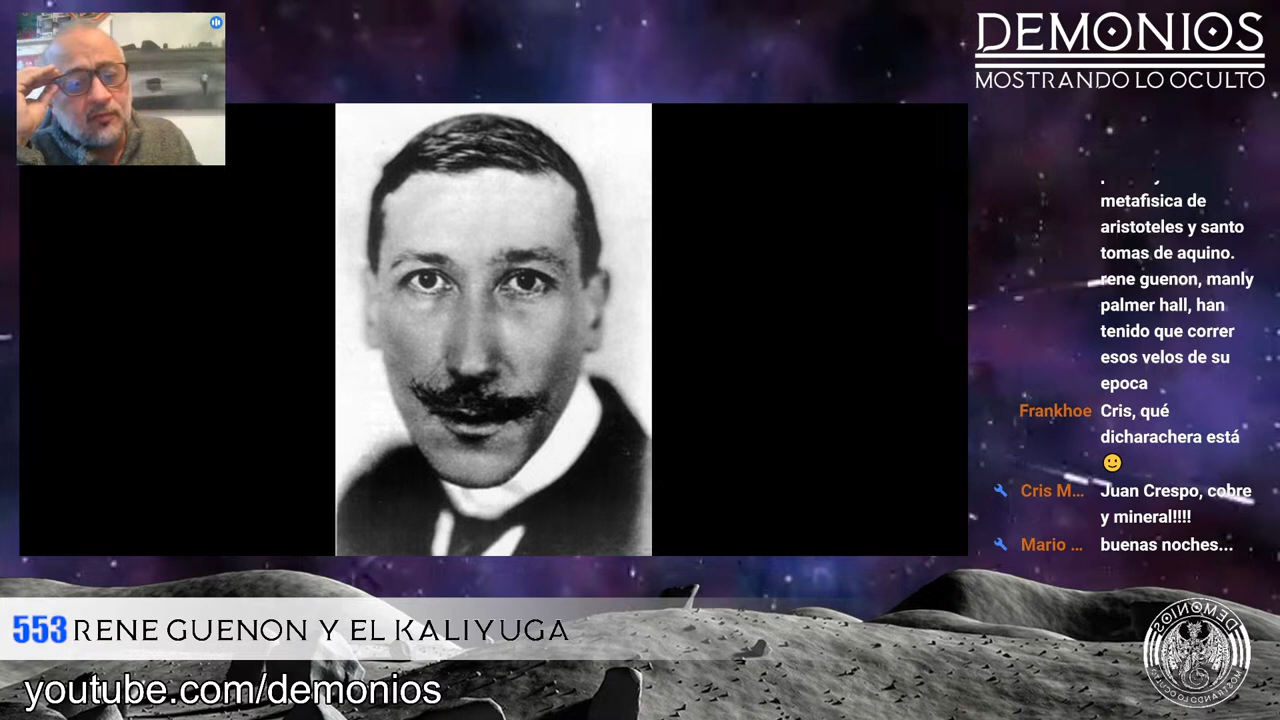 DEMONIOS
MOSTRANDO LO OCULTO
metafisica de
aristoteles y santo
tomas de aquino.
rene guenon, manly
palmer hall, han
tenido que correr
esos velos de su
epoca
Frankhoe Cris, qué
dicharachera está
🙂
Cris M... Juan Crespo, cobre
y mineral!!!!
Mario ... buenas noches...
553 RENE GUENON Y EL KALIYUGA
youtube.com/demonios
DEMONIOS